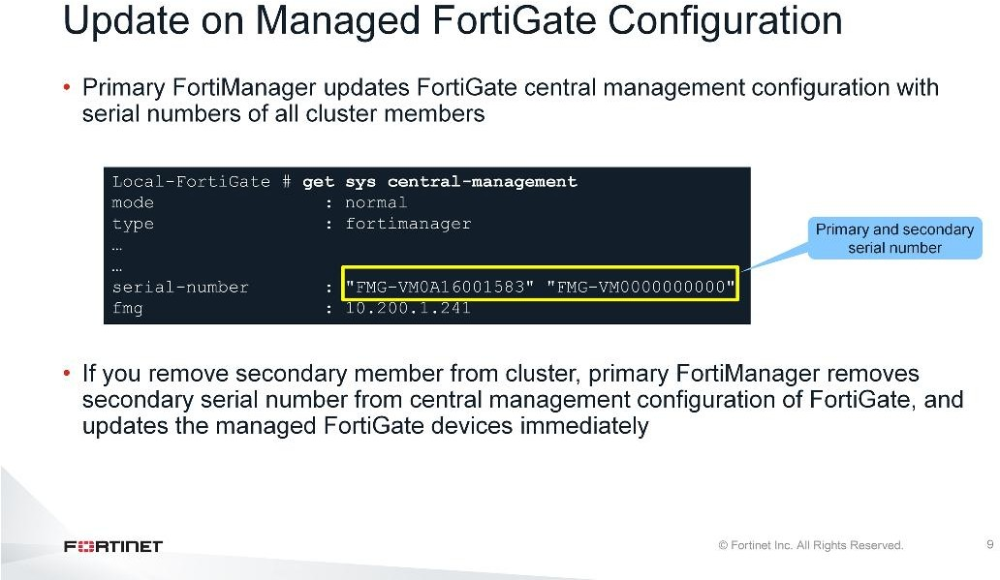 Update on Managed FortiGate Configuration
• Primary FortiManager updates FortiGate central management configuration with
serial numbers of all cluster members
Local-FortiGate # get sys central-management
mode : normal
type : fortimanager
…
…
serial-number : "FMG-VM0A16001583" "FMG-VM0000000000"
fmg : 10.200.1.241
Primary and secondary
serial number
• If you remove secondary member from cluster, primary FortiManager removes
secondary serial number from central management configuration of FortiGate, and
updates the managed FortiGate devices immediately
FORTINET
© Fortinet Inc. All Rights Reserved.
9